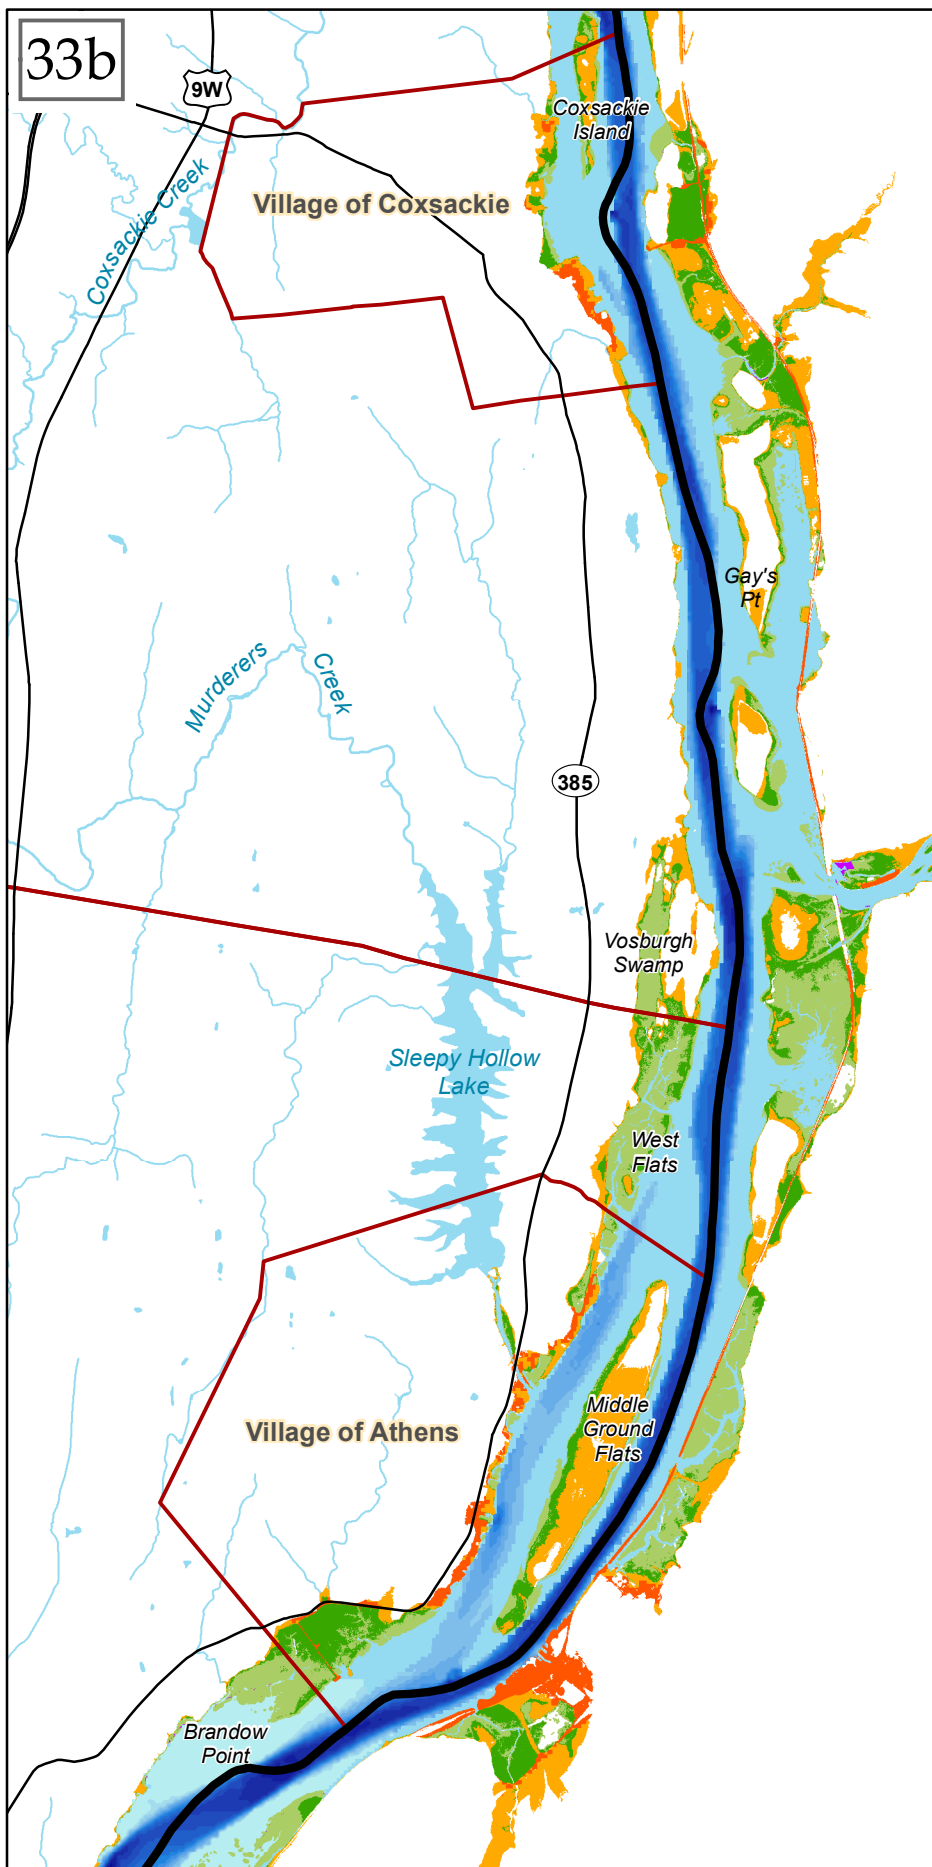 33b
9W
Coxsackie
Island
Coxsackie Creek
Village of Coxsackie
Gay's
Pt
Murderers
Creek
385
Vosburgh
Swamp
Sleepy Hollow
Lake
West
Flats
Middle
Ground
Flats
Village of Athens
Brandow
Point